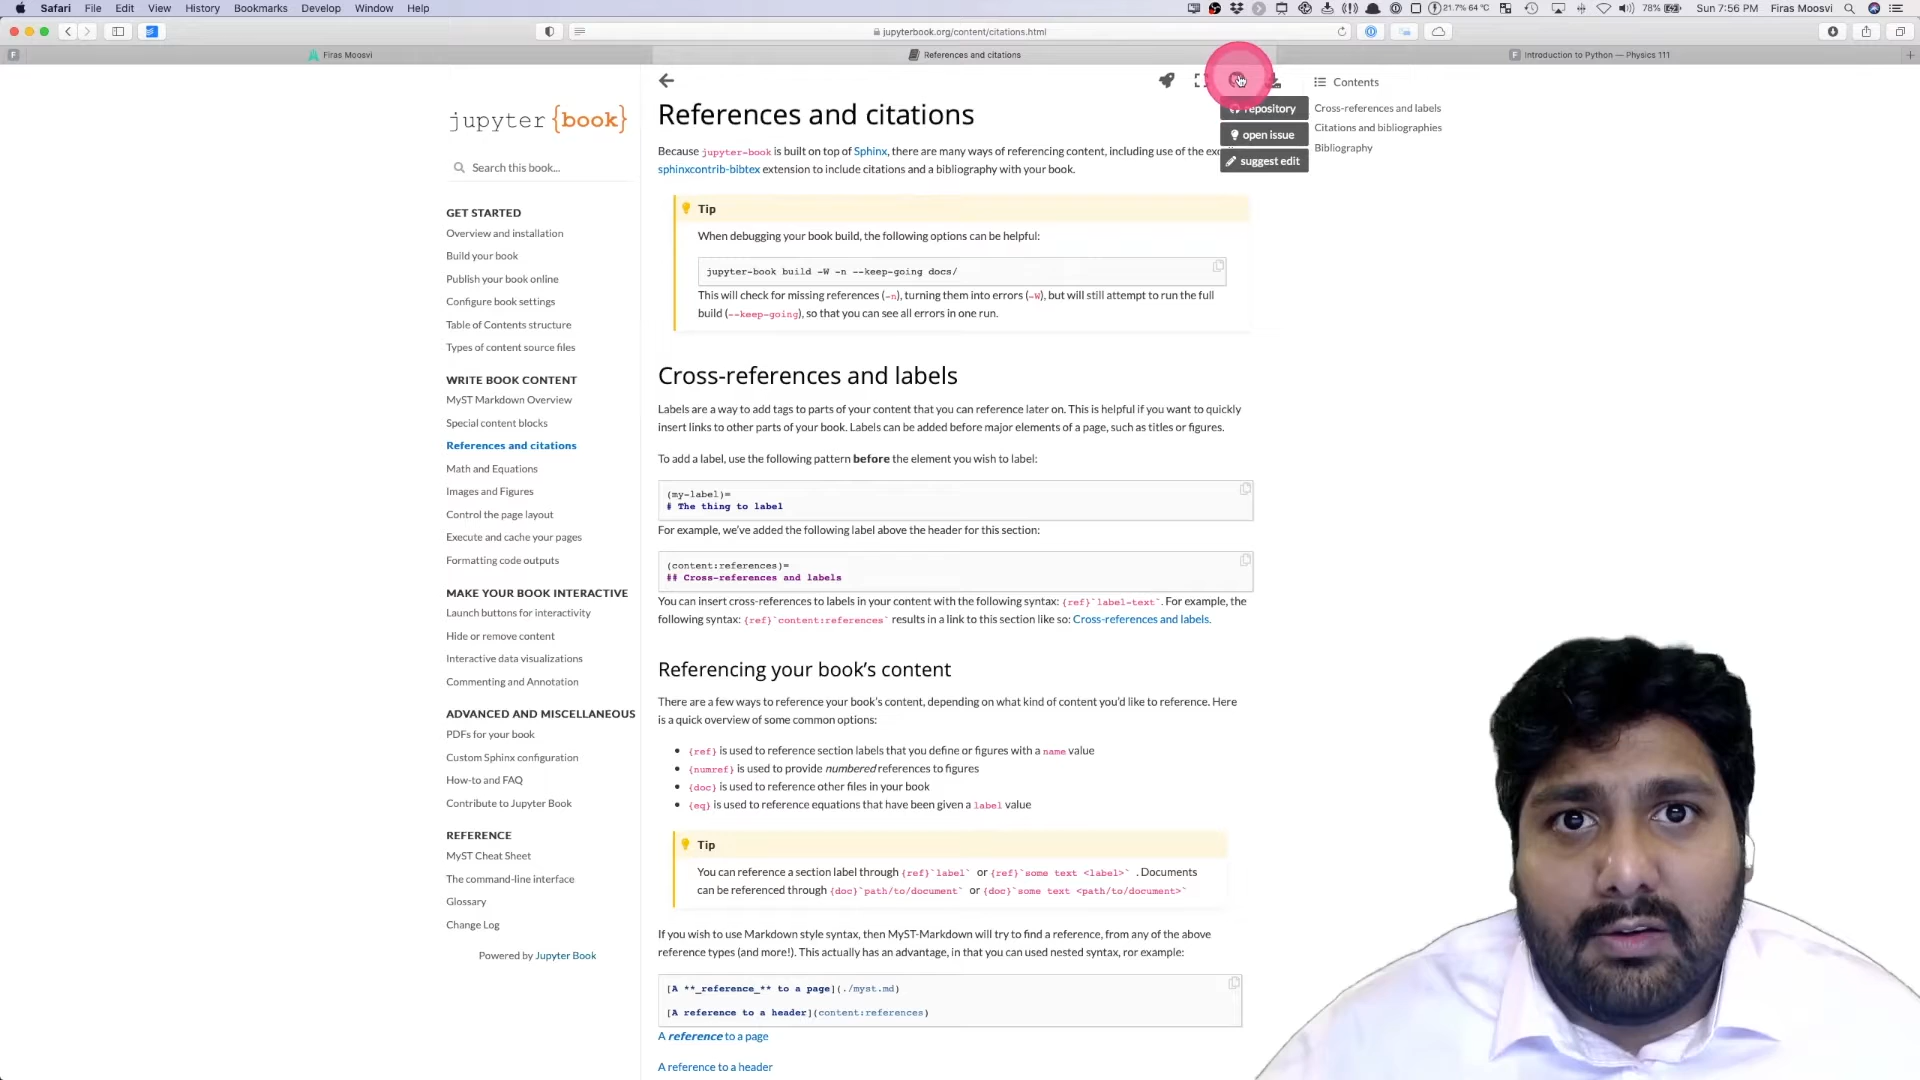 Safari File Edit View History Bookmarks Develop Window Help
21.7% 64°C
78%
Sun 7:56 PM Firas Moosvi
jupyterbook.org/content/citations.html
F
Firas Moosvi
References and citations
F Introduction to Python — Physics 111
jupyter {book}
Search this book...
GET STARTED
Overview and installation
Build your book
Publish your book online
Configure book settings
Table of Contents structure
Types of content source files
WRITE BOOK CONTENT
MyST Markdown Overview
Special content blocks
References and citations
Math and Equations
Images and Figures
Control the page layout
Execute and cache your pages
Formatting code outputs
MAKE YOUR BOOK INTERACTIVE
Launch buttons for interactivity
Hide or remove content
Interactive data visualizations
Commenting and Annotation
ADVANCED AND MISCELLANEOUS
PDFs for your book
Custom Sphinx configuration
How-to and FAQ
Contribute to Jupyter Book
REFERENCE
MyST Cheat Sheet
The command-line interface
Glossary
Change Log
Powered by Jupyter Book
References and citations
Because jupyter-book is built on top of Sphinx, there are many ways of referencing content, including use of the
sphinxcontrib-bibtex extension to include citations and a bibliography with your book.
Tip
When debugging your book build, the following options can be helpful:
jupyter-book build -W -n --keep-going docs/
This will check for missing references (-n), turning them into errors (-W), but will still attempt to run the full
build (--keep-going), so that you can see all errors in one run.
Cross-references and labels
Labels are a way to add tags to parts of your content that you can reference later on. This is helpful if you want to quickly
insert links to other parts of your book. Labels can be added before major elements of a page, such as titles or figures.
To add a label, use the following pattern before the element you wish to label:
(my-label)=
# The thing to label
For example, we've added the following label above the header for this section:
(content:references)=
## Cross-references and labels
You can insert cross-references to labels in your content with the following syntax: {ref}`label-text`. For example, the
following syntax: {ref}`content:references` results in a link to this section like so: Cross-references and labels.
Referencing your book's content
There are a few ways to reference your book's content, depending on what kind of content you'd like to reference. Here
is a quick overview of some common options:
{ref} is used to reference section labels that you define or figures with a name value
{numref} is used to provide numbered references to figures
{doc} is used to reference other files in your book
{eq} is used to reference equations that have been given a label value
Tip
You can reference a section label through {ref}`label` or {ref}`some text <label>` . Documents
can be referenced through {doc}`path/to/document` or {doc}`some text <path/to/document>`
If you wish to use Markdown style syntax, then MyST-Markdown will try to find a reference, from any of the above
reference types (and more!). This actually has an advantage, in that you can used nested syntax, ror example:
[A **_reference_** to a page](./myst.md)
[A reference to a header](content:references)
A reference to a page
A reference to a header
repository
open issue
suggest edit
Contents
Cross-references and labels
Citations and bibliographies
Bibliography